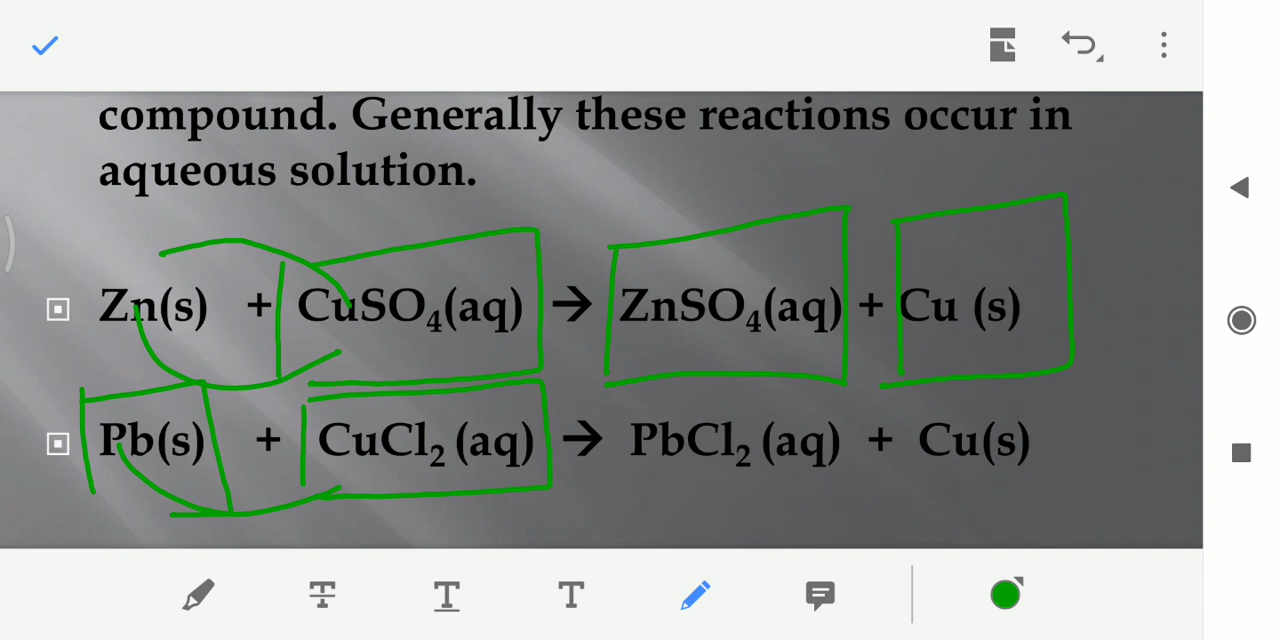 compound. Generally these reactions occur in
aqueous solution.
Zn(s) + CuSO₄(aq) → ZnSO₄(aq) + Cu (s)
Pb(s) + CuCl₂ (aq) → PbCl₂ (aq) + Cu(s)